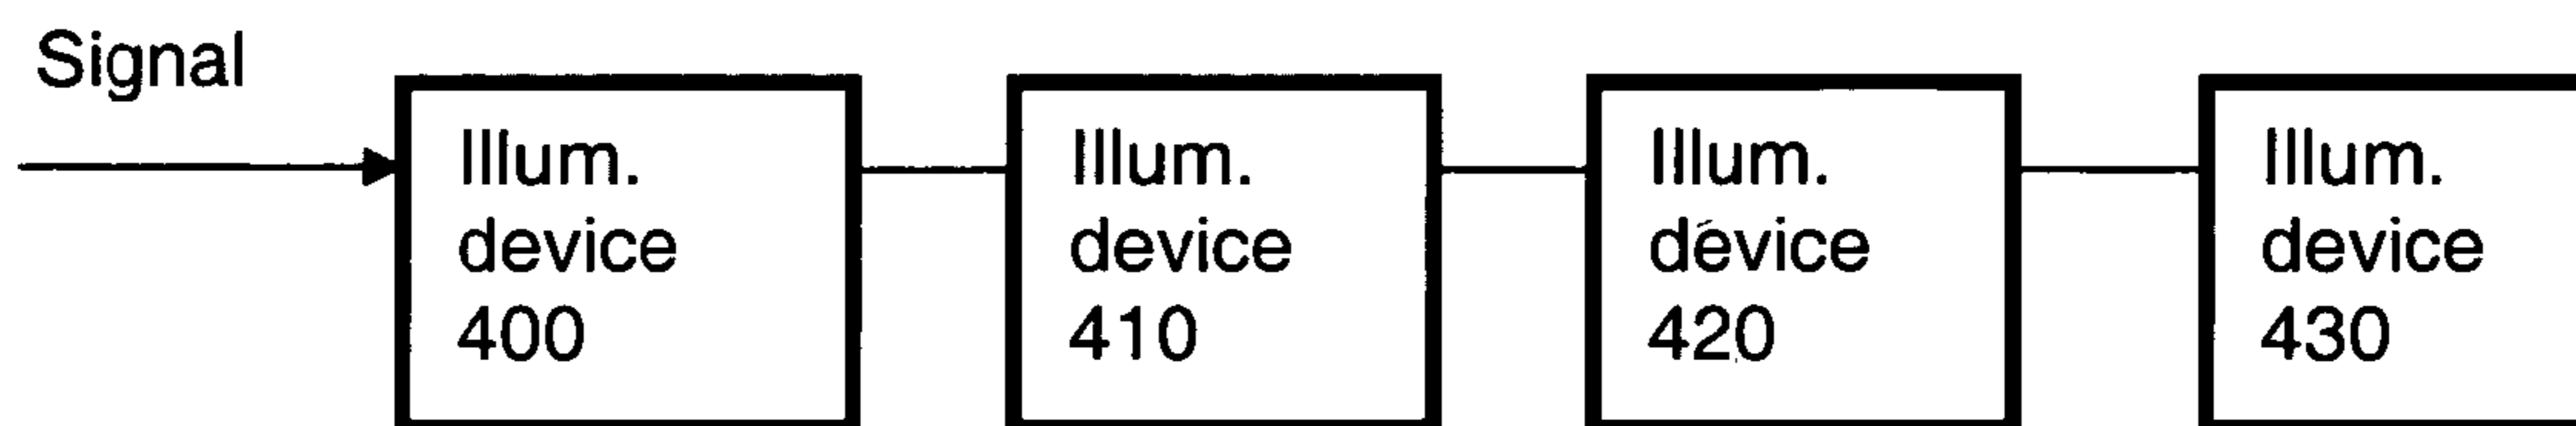 Signal
Illum.
device
400
Illum.
device
410
Illum.
device
420
Illum.
device
430